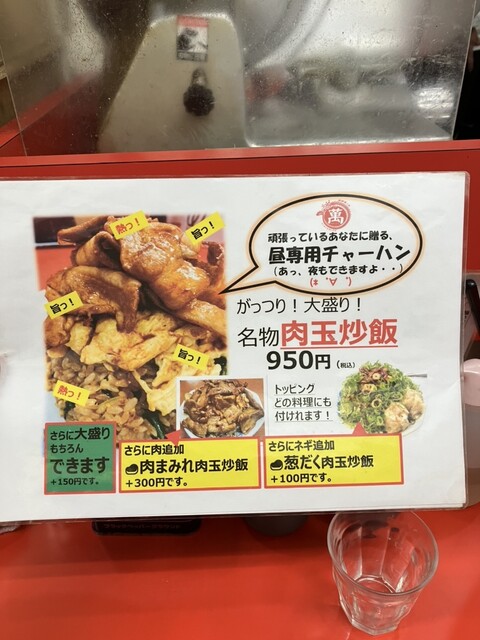 萬
頑張っているあなたに贈る、
昼専用チャーハン
(あっ、夜もできますよ・・)
(*´∀｀)
熱っ!
旨っ!
旨っ!
旨っ!
熱っ!
がっつり!大盛り!
名物肉玉炒飯
950円(税込)
トッピング
どの料理にも
付けれます!
さらに大盛り
もちろん
できます
+150円です。
さらに肉追加
肉まみれ肉玉炒飯
+300円です。
さらにネギ追加
葱だく肉玉炒飯
+100円です。